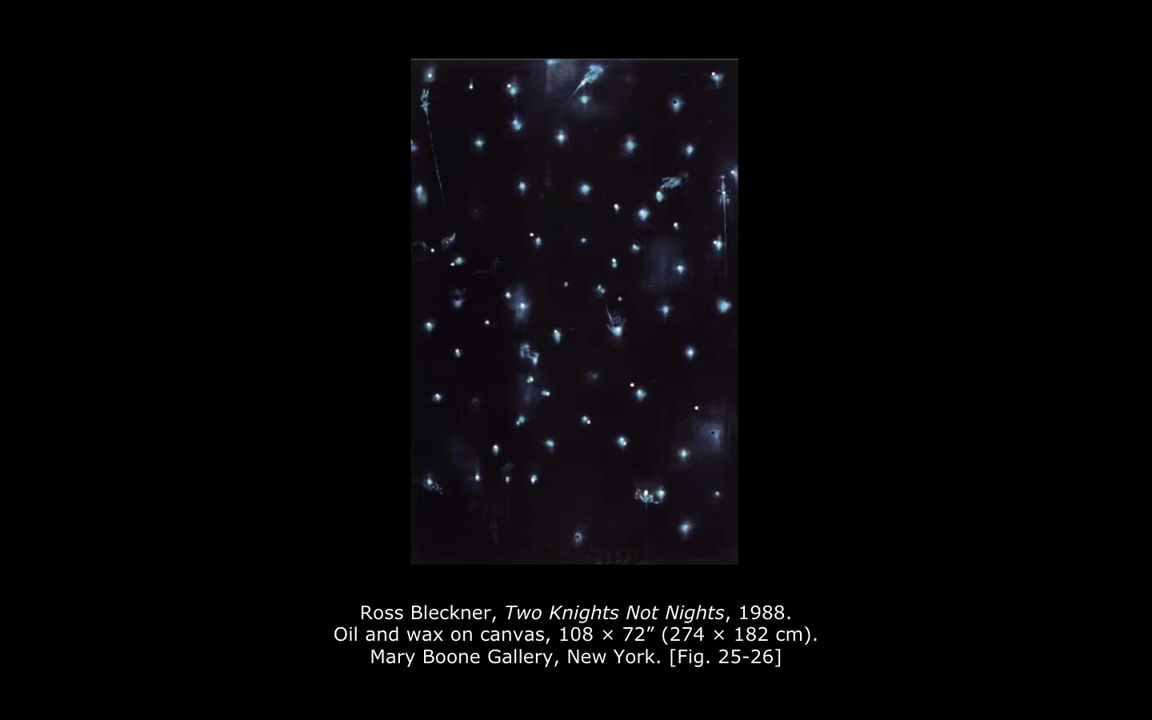 Ross Bleckner, Two Knights Not Nights, 1988.
Oil and wax on canvas, 108 × 72” (274 × 182 cm).
Mary Boone Gallery, New York. [Fig. 25-26]